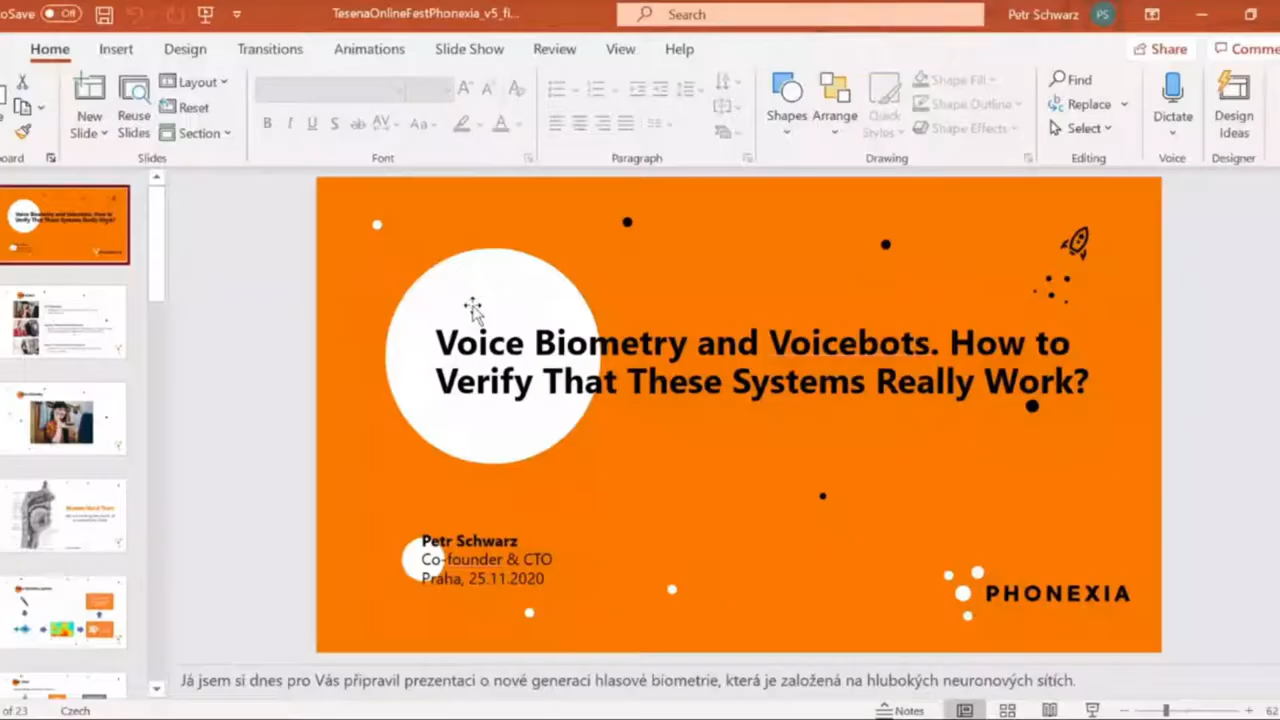 oSave Off TesenaOnlineFestPhonexia_v5_fi... Search Petr Schwarz PS
Home Insert Design Transitions Animations Slide Show Review View Help Share Comme
New Slide Reuse Slides Layout Reset Section
B I U S AV Aa A
Shapes Arrange Quick Styles Shape Fill Shape Outline Shape Effects
Find Replace Select
Dictate Design Ideas
oard Slides Font Paragraph Drawing Editing Voice Designer
Voice Biometry and Voicebots. How to
Verify That These Systems Really Work?
Petr Schwarz
Co-founder & CTO
Praha, 25.11.2020
PHONEXIA
Já jsem si dnes pro Vás připravil prezentaci o nové generaci hlasové biometrie, která je založená na hlubokých neuronových sítích.
of 23 Czech Notes 62